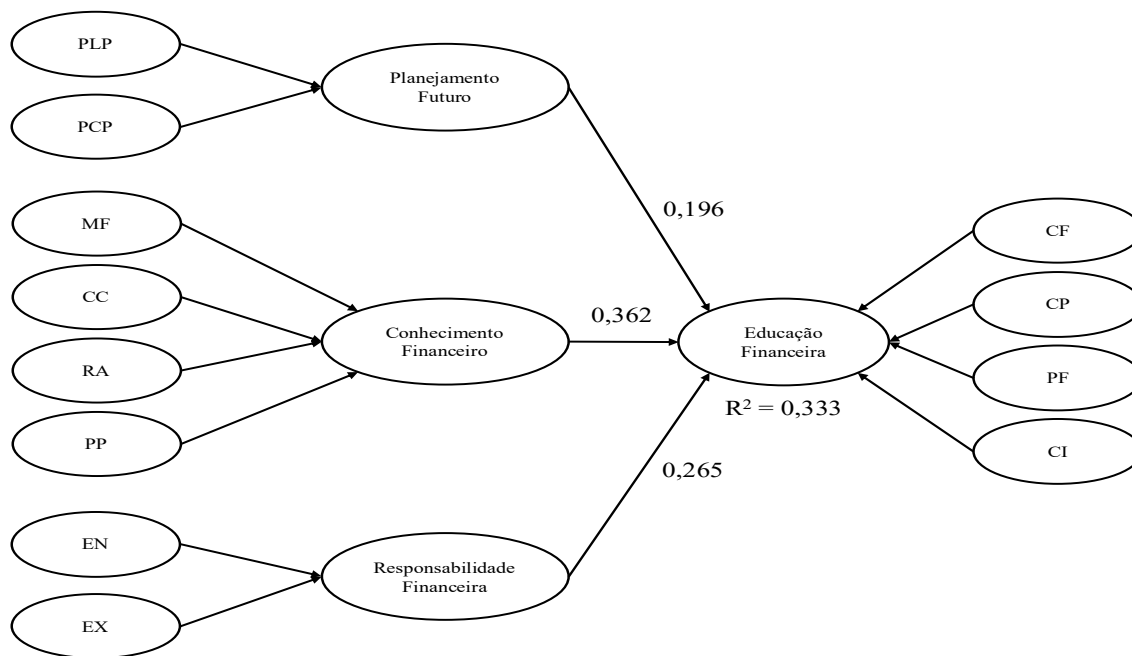 PLP
PCP
Planejamento
Futuro
0,196
MF
CC
RA
PP
Conhecimento
Financeiro
0,362
EN
EX
Responsabilidade
Financeira
0,265
Educação
Financeira
R² = 0,333
CF
CP
PF
CI